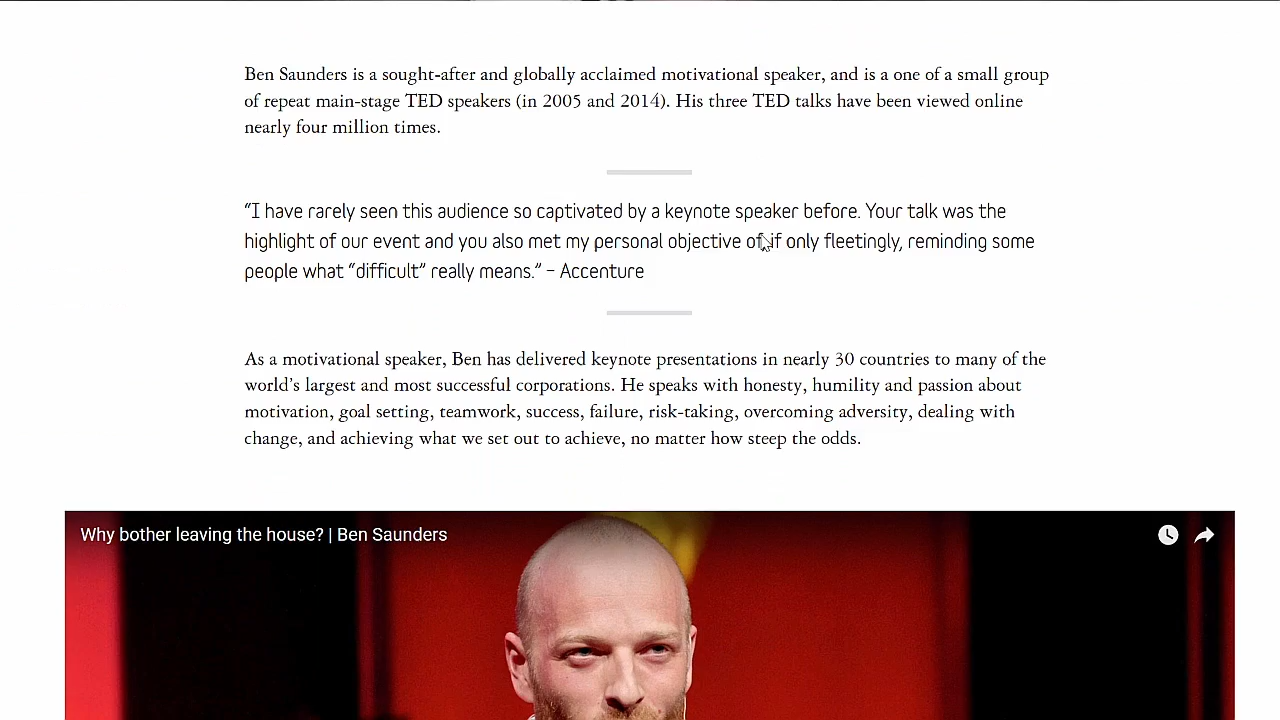 Ben Saunders is a sought-after and globally acclaimed motivational speaker, and is a one of a small group
of repeat main-stage TED speakers (in 2005 and 2014). His three TED talks have been viewed online
nearly four million times.
“I have rarely seen this audience so captivated by a keynote speaker before. Your talk was the
highlight of our event and you also met my personal objective of, if only fleetingly, reminding some
people what “difficult” really means.” – Accenture
As a motivational speaker, Ben has delivered keynote presentations in nearly 30 countries to many of the
world’s largest and most successful corporations. He speaks with honesty, humility and passion about
motivation, goal setting, teamwork, success, failure, risk-taking, overcoming adversity, dealing with
change, and achieving what we set out to achieve, no matter how steep the odds.
Why bother leaving the house? | Ben Saunders